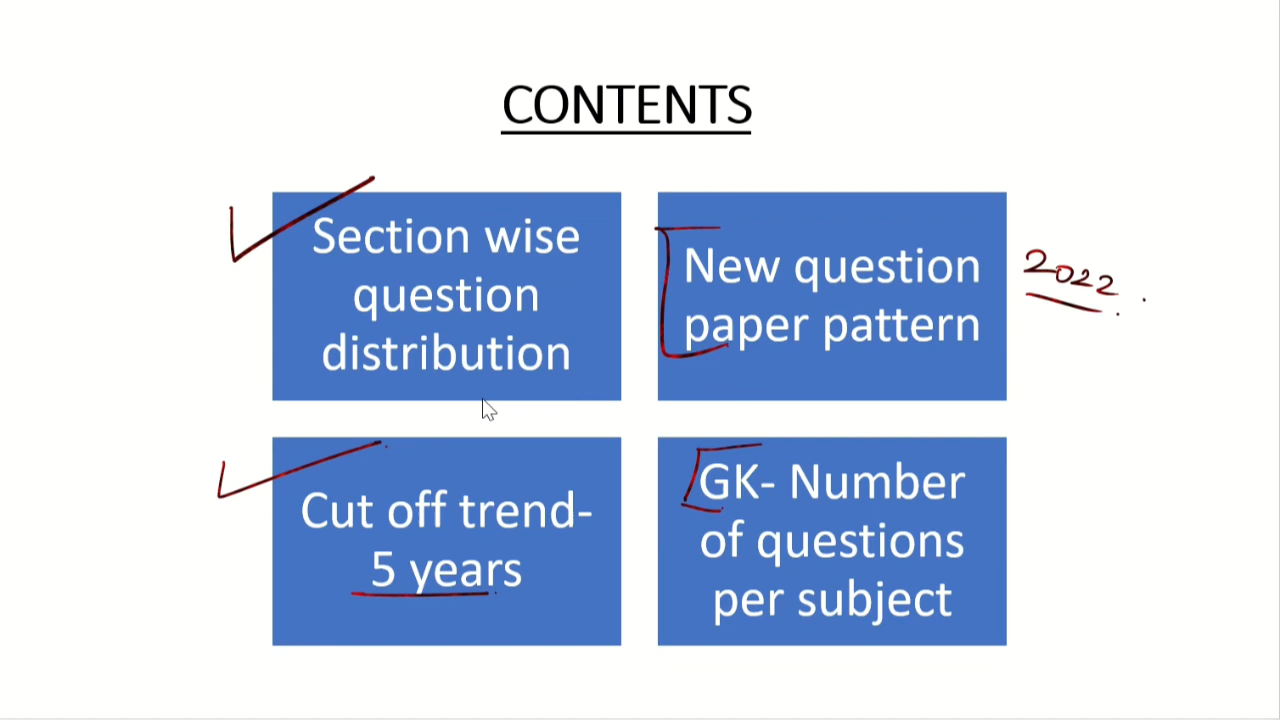 CONTENTS
Section wise
question
distribution
New question
paper pattern
2022
Cut off trend-
5 years
GK- Number
of questions
per subject